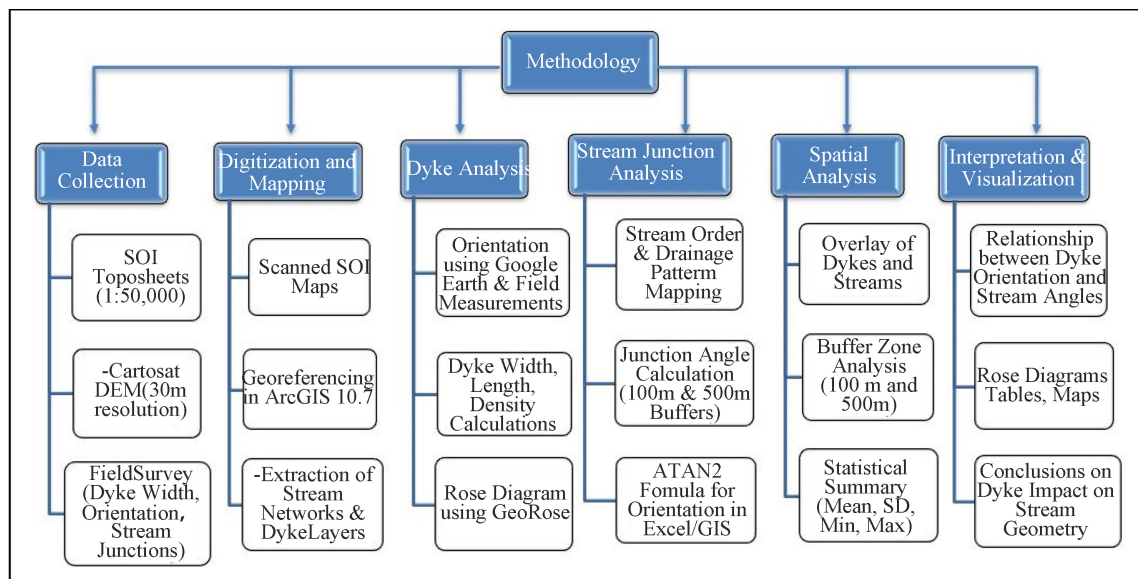 Methodology
Data
Collection
SOI
Toposheets
(1:50,000)
-Cartosat
DEM(30m
resolution)
FieldSurvey
(Dyke Width,
Orientation,
Stream
Junctions)
Digitization and
Mapping
Scanned SOI
Maps
Georeferencing
in ArcGIS 10.7
-Extraction of
Stream
Networks &
DykeLayers
Dyke Analysis
Orientation
using Google
Earth & Field
Measurements
Dyke Width,
Length,
Density
Calculations
Rose Diagram
using GeoRose
Stream Junction
Analysis
Stream Order
& Drainage
Patterm
Mapping
Junction Angle
Calculation
(100m & 500m
Buffers)
ATAN2
Fomula for
Orientation in
Excel/GIS
Spatial
Analysis
Overlay of
Dykes and
Streams
Buffer Zone
Analysis
(100 m and
500m)
Statistical
Summary
(Mean, SD,
Min, Max)
Interpretation &
Visualization
Relationship
between Dyke
Orientation and
Stream Angles
Rose Diagrams
Tables, Maps
Conclusions on
Dyke Impact on
Stream
Geometry